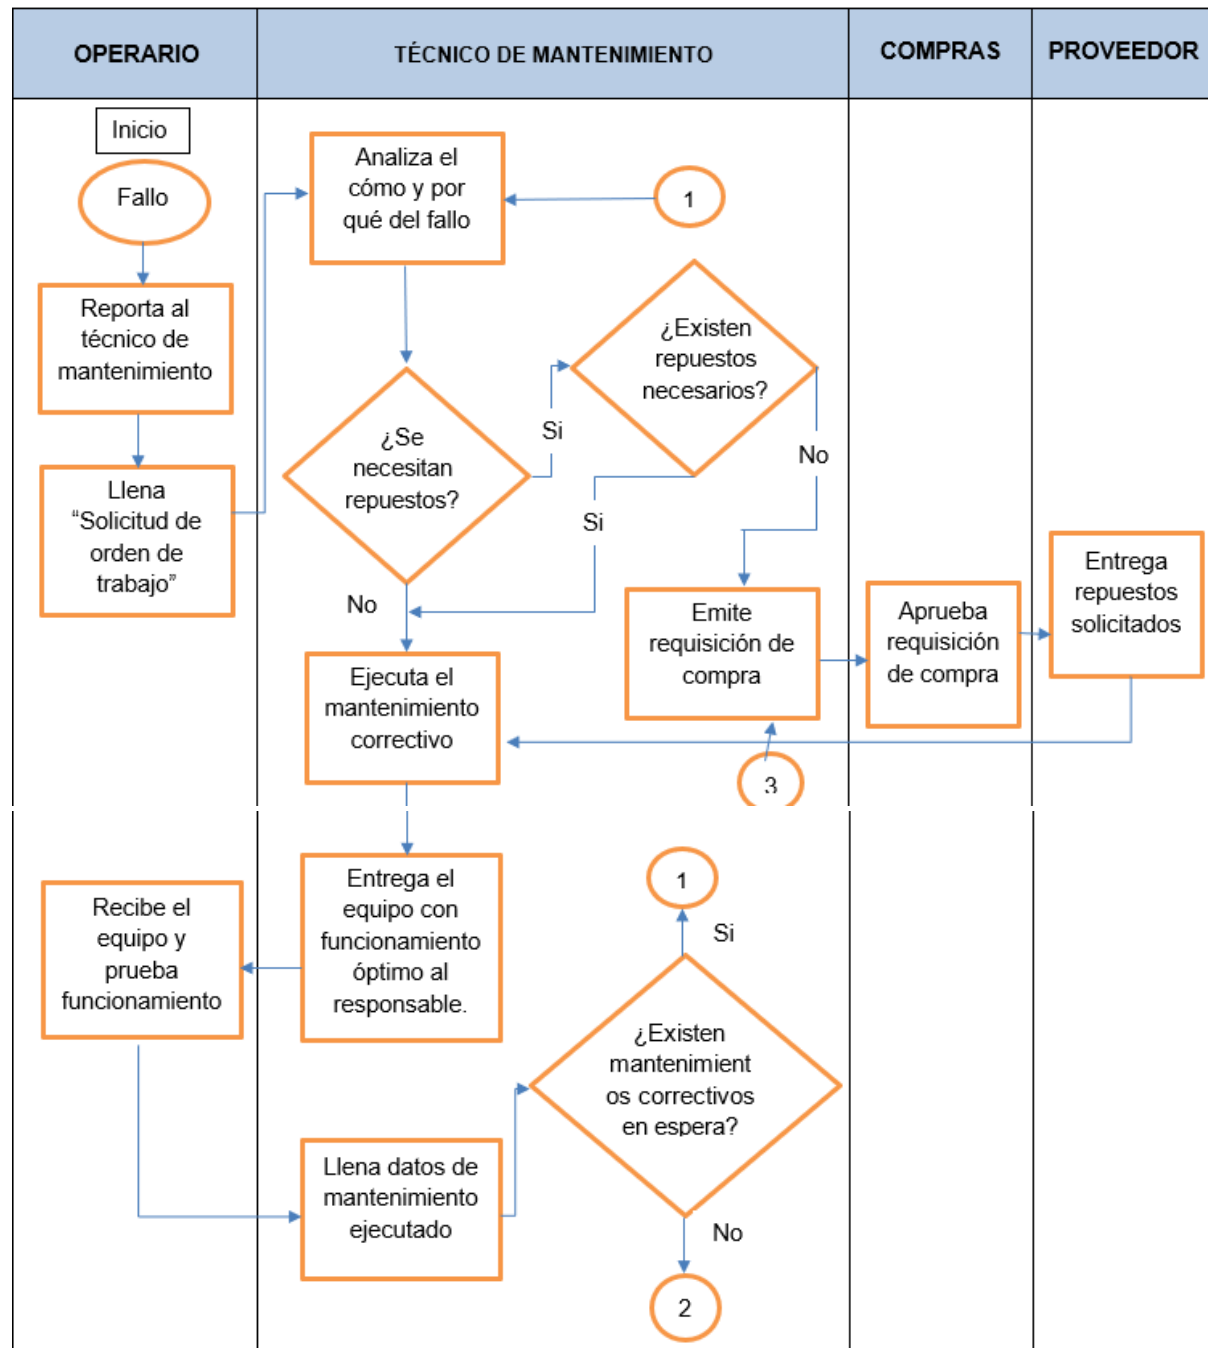 OPERARIO
TÉCNICO DE MANTENIMIENTO
COMPRAS
PROVEEDOR
Inicio
Fallo
Reporta al
técnico de
mantenimiento
Llena
“Solicitud de
orden de
trabajo”
Analiza el
cómo y por
qué del fallo
1
¿Se
necesitan
repuestos?
Si
¿Existen
repuestos
necesarios?
No
Si
No
Emite
requisición de
compra
Aprueba
requisición
de compra
Entrega
repuestos
solicitados
Ejecuta el
mantenimiento
correctivo
3
Entrega el
equipo con
funcionamiento
óptimo al
responsable.
Recibe el
equipo y
prueba
funcionamiento
Llena datos de
mantenimiento
ejecutado
1
Si
¿Existen
mantenimient
os correctivos
en espera?
No
2